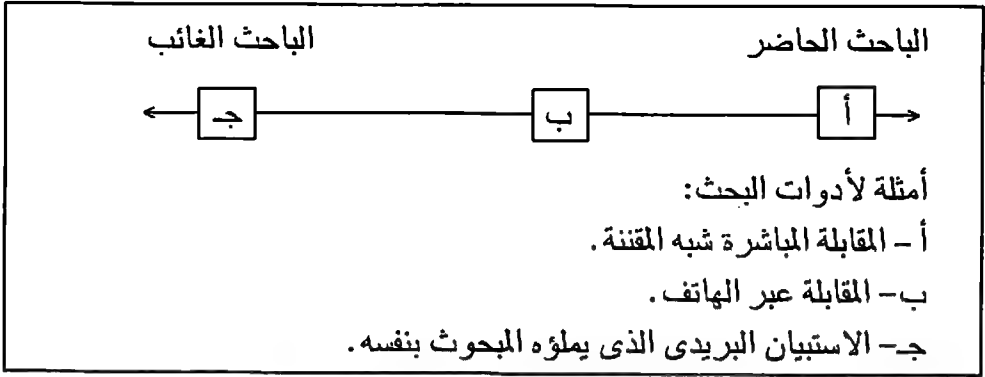 الباحث الحاضر الباحث الغائب
أ ب جـ
أمثلة لأدوات البحث:
أ – المقابلة المباشرة شبه المقننة.
ب– المقابلة عبر الهاتف.
جـ– الاستبيان البريدى الذى يملؤه المبحوث بنفسه.